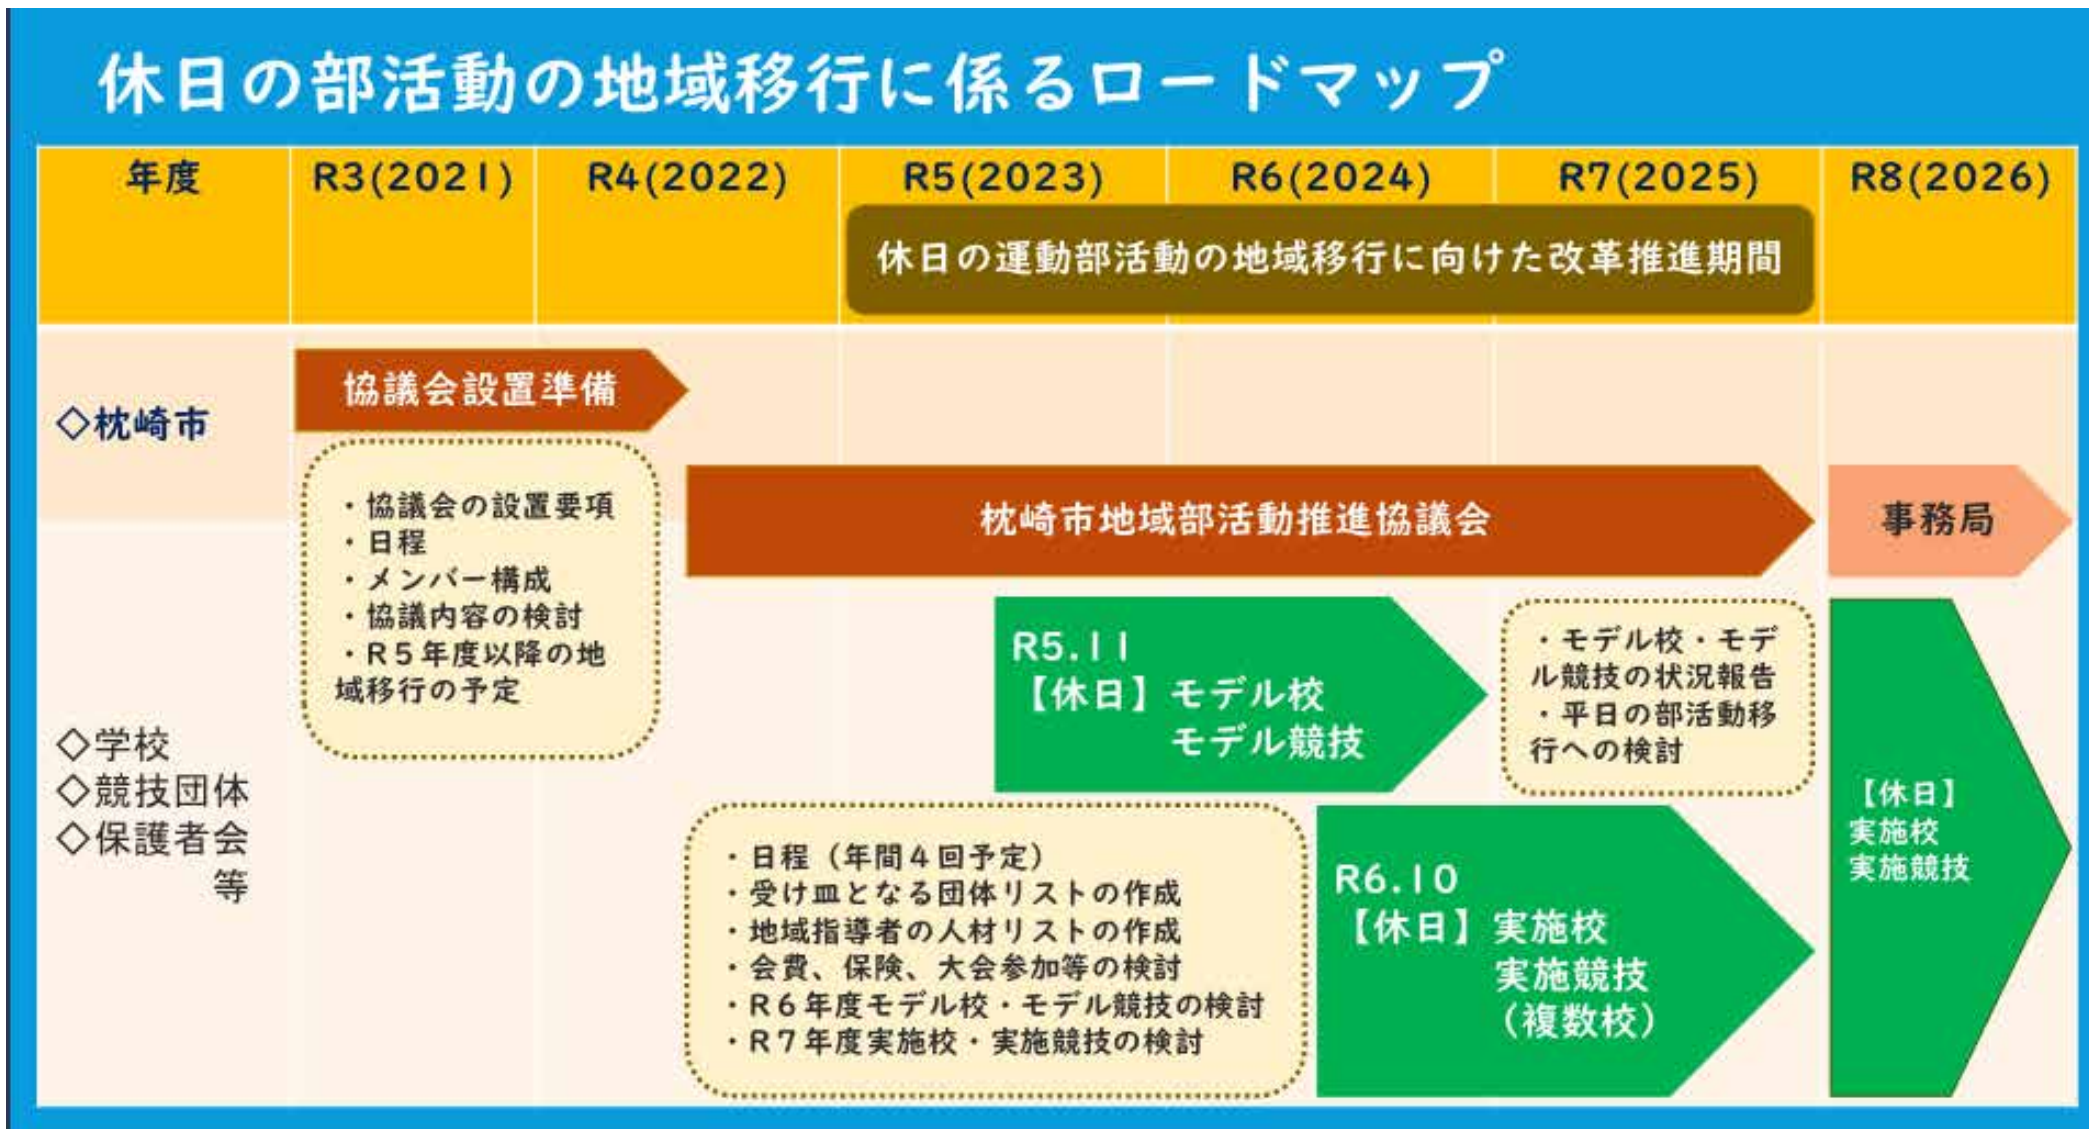 休日の部活動の地域移行に係るロードマップ
年度
R3(2021)
R4(2022)
R5(2023)
R6(2024)
R7(2025)
R8(2026)
休日の運動部活動の地域移行に向けた改革推進期間
◇枕崎市
協議会設置準備
・協議会の設置要項
・日程
・メンバー構成
・協議内容の検討
・R5年度以降の地
域移行の予定
枕崎市地域部活動推進協議会
事務局
◇学校
◇競技団体
◇保護者会
等
R5.11
【休日】モデル校
モデル競技
・モデル校・モデ
ル競技の状況報告
・平日の部活動移
行への検討
・日程（年間4回予定）
・受け皿となる団体リストの作成
・地域指導者の人材リストの作成
・会費、保険、大会参加等の検討
・R6年度モデル校・モデル競技の検討
・R7年度実施校・実施競技の検討
R6.10
【休日】実施校
実施競技
（複数校）
【休日】
実施校
実施競技